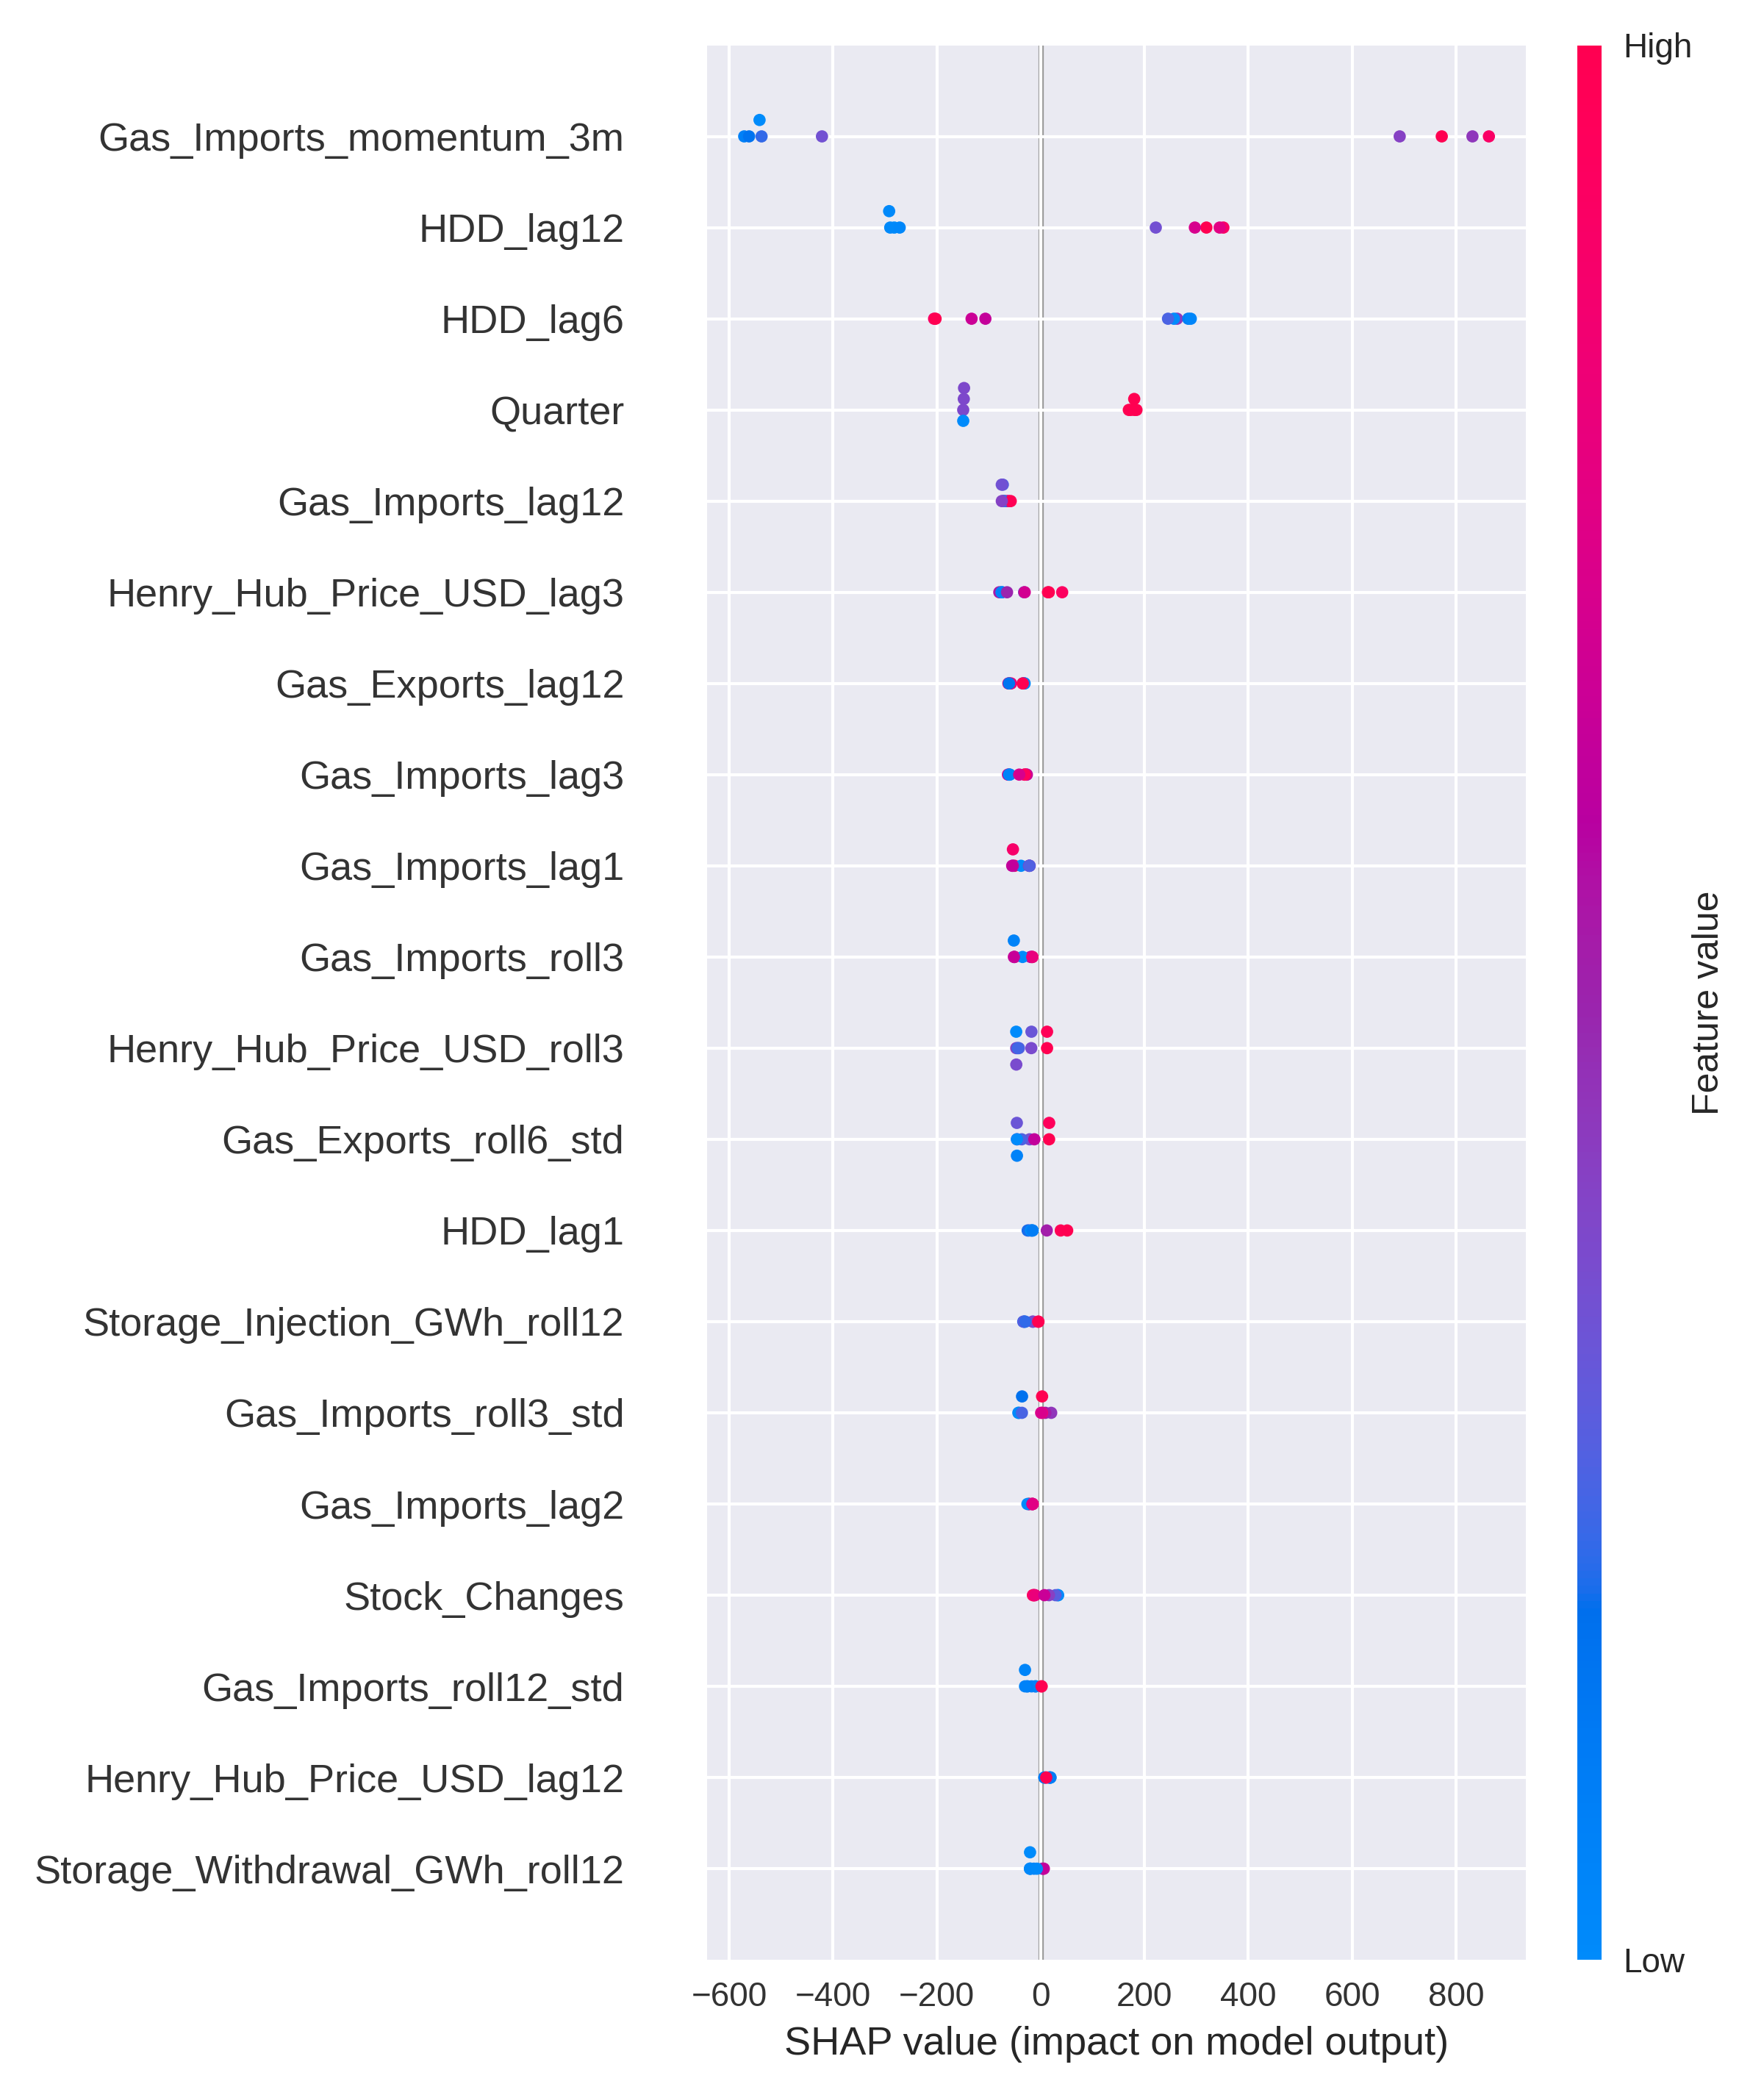 High
Gas_Imports_momentum_3m
HDD_lag12
HDD_lag6
Quarter
Gas_Imports_lag12
Henry_Hub_Price_USD_lag3
Gas_Exports_lag12
Gas_Imports_lag3
Gas_Imports_lag1
Gas_Imports_roll3
Henry_Hub_Price_USD_roll3
Gas_Exports_roll6_std
HDD_lag1
Storage_Injection_GWh_roll12
Gas_Imports_roll3_std
Gas_Imports_lag2
Stock_Changes
Gas_Imports_roll12_std
Henry_Hub_Price_USD_lag12
Storage_Withdrawal_GWh_roll12
Feature value
Low
−600 −400 −200 0 200 400 600 800
SHAP value (impact on model output)